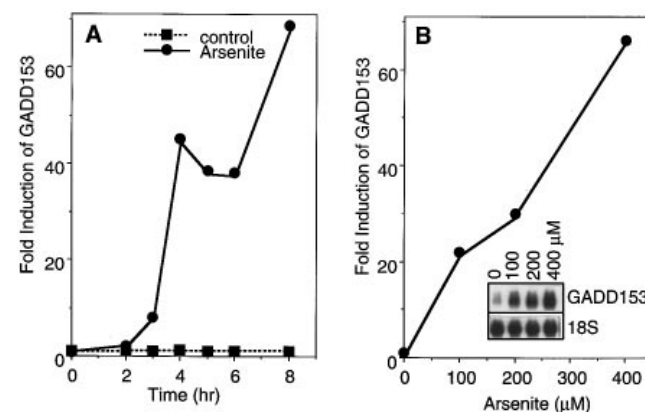 A
control
Arsenite
Fold Induction of GADD153
60
40
20
0
0
2
4
6
8
Time (hr)
B
Fold Induction of GADD153
60
40
20
0
0
100
200
400 μM
GADD153
18S
0
100
200
300
400
Arsenite (μM)